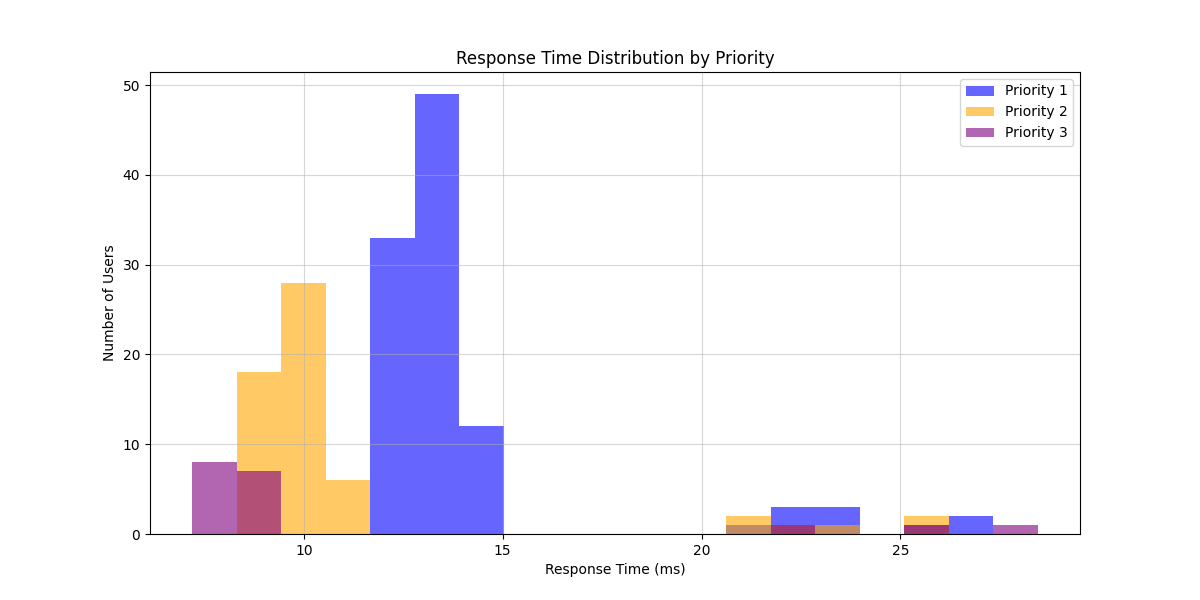 Response Time Distribution by Priority
50
40
30
20
10
0
Number of Users
10 15 20 25
Response Time (ms)
Priority 1
Priority 2
Priority 3